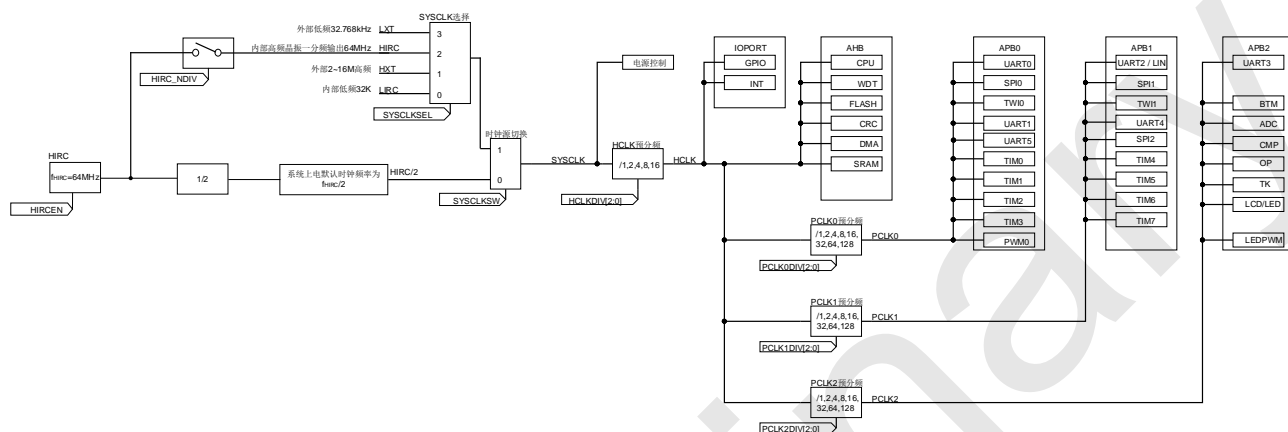 SYSCLK选择
外部低频32.768kHz LXT
3
内部高频晶振一分频输出64MHz HIRC
2
外部2~16M高频 HXT
1
内部低频32K LIRC
0
HIRC_NDIV
SYSCLKSEL
时钟源切换
1
0
SYSCLKSW
HIRC
fHIRC=64MHz
HIRCEN
1/2
系统上电默认时钟频率为
fHIRC/2
HIRC/2
SYSCLK
电源控制
HCLK预分频
/1,2,4,8,16
HCLK
HCLKDIV[2:0]
IOPORT
GPIO
INT
AHB
CPU
WDT
FLASH
CRC
DMA
SRAM
PCLK0预分频
/1,2,4,8,16,
32,64,128
PCLK0
PCLK0DIV[2:0]
PCLK1预分频
/1,2,4,8,16,
32,64,128
PCLK1
PCLK1DIV[2:0]
PCLK2预分频
/1,2,4,8,16,
32,64,128
PCLK2
PCLK2DIV[2:0]
APB0
UART0
SPI0
TWI0
UART1
UART5
TIM0
TIM1
TIM2
TIM3
PWM0
APB1
UART2 / LIN
SPI1
TWI1
UART4
SPI2
TIM4
TIM5
TIM6
TIM7
APB2
UART3
BTM
ADC
CMP
OP
TK
LCD/LED
LEDPWM
inary